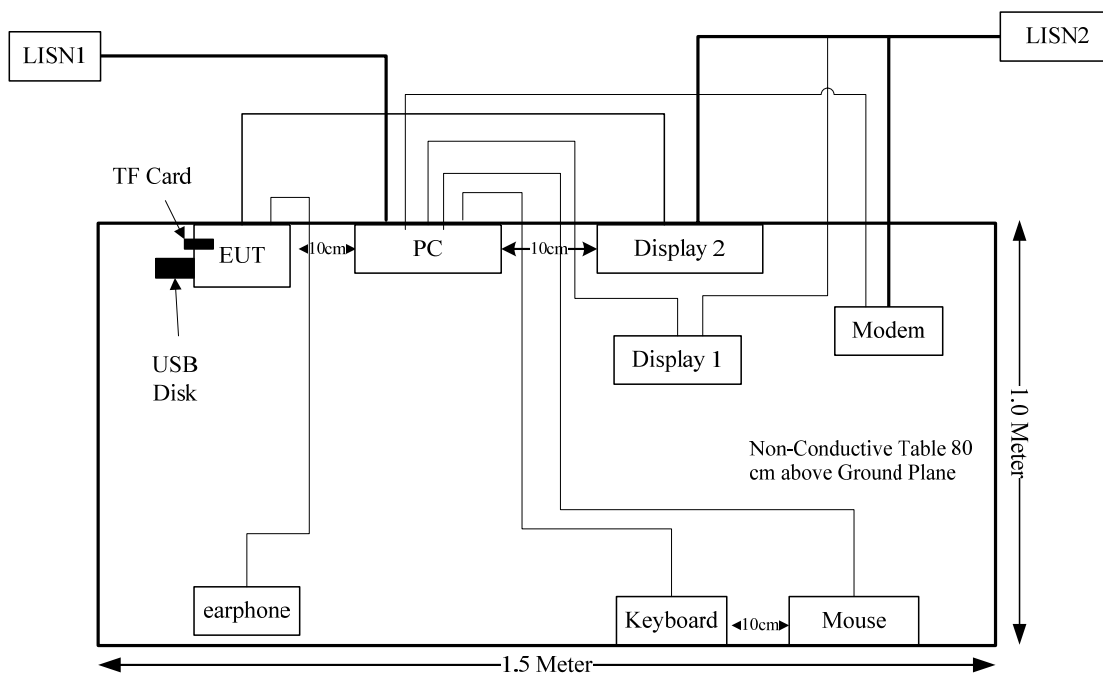 LISN1
LISN2
TF Card
EUT
10cm
PC
10cm
Display 2
USB
Disk
Display 1
Modem
1.0 Meter
Non-Conductive Table 80
cm above Ground Plane
earphone
Keyboard
10cm
Mouse
1.5 Meter